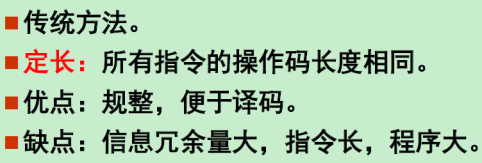 传统方法。
定长：所有指令的操作码长度相同。
优点：规整，便于译码。
缺点：信息冗余量大，指令长，程序大。